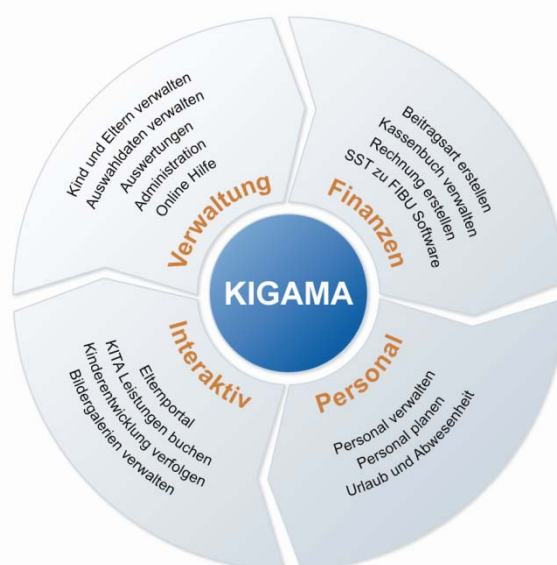 Kind und Eltern verwalten
Auswahldaten verwalten
Auswertungen
Administration
Online Hilfe
Verwaltung
Beitragsart erstellen
Kassenbuch verwalten
Rechnung erstellen
SST zu FIBU Software
Finanzen
KIGAMA
Interaktiv
Elternportal
KITA Leistungen buchen
Kinderentwicklung verfolgen
Bildergalerien verwalten
Personal
Personal verwalten
Personal planen
Urlaub und Abwesenheit